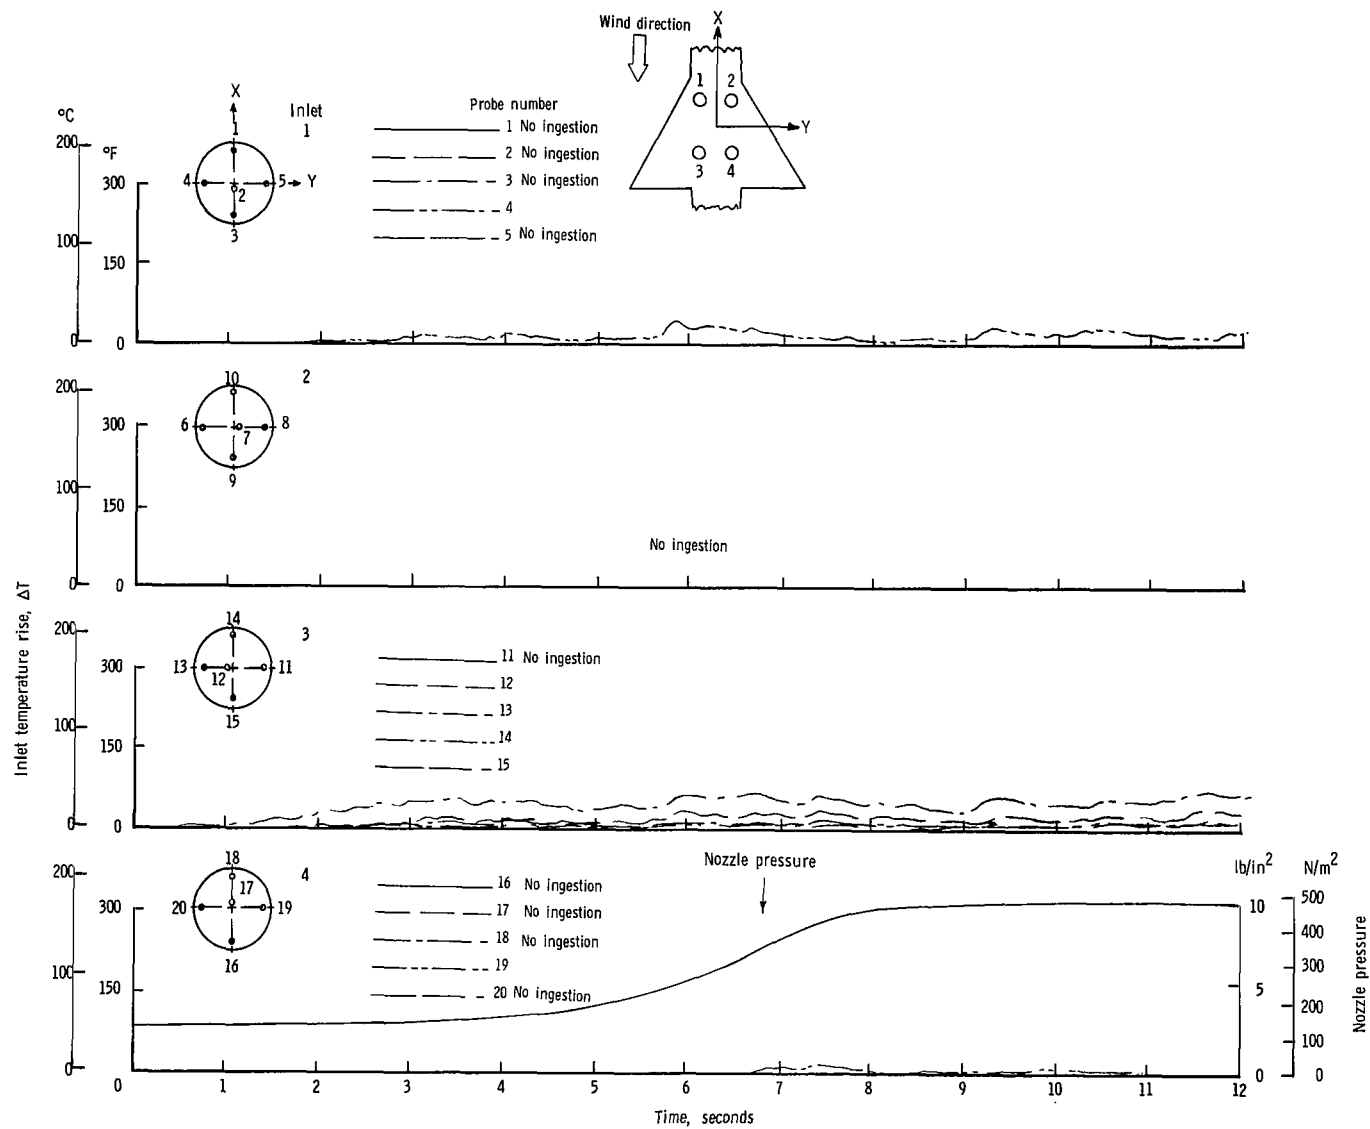 Wind direction
X
1 2
Y
3 4
°C
200
100
0
°F
300
150
0
X
1
4 5 Y
2
3
Inlet
1
Probe number
1 No ingestion
2 No ingestion
3 No ingestion
4
5 No ingestion
200
100
0
300
150
0
10
6 8
7
9
2
No ingestion
Inlet temperature rise, ΔT
200
100
0
300
150
0
14
13 11
12
15
3
11 No ingestion
12
13
14
15
200
100
0
300
150
0
18
17
20 19
16
4
16 No ingestion
17 No ingestion
18 No ingestion
19
20 No ingestion
Nozzle pressure
lb/in2 N/m2
10
5
0
500
400
300
200
100
0
Nozzle pressure
1 2 3 4 5 6 7 8 9 10 11 12
Time, seconds